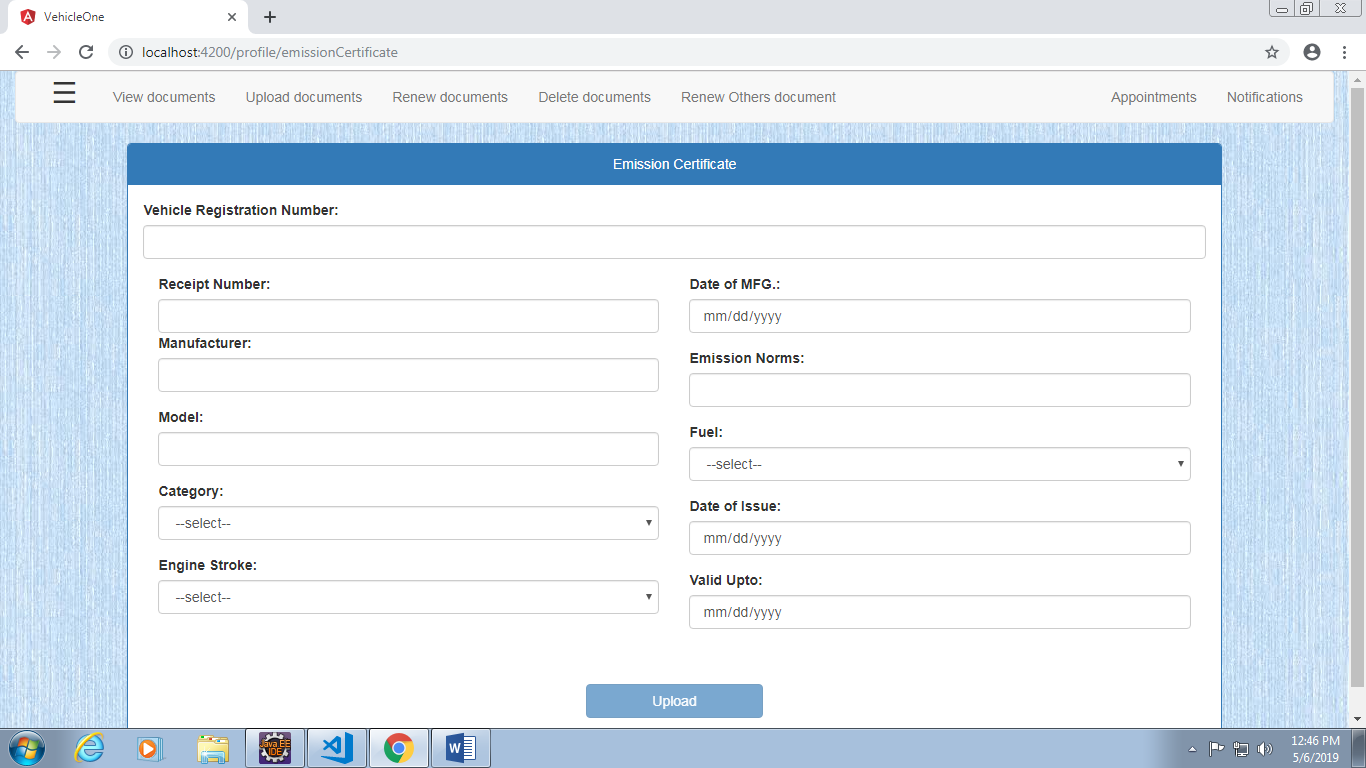 VehicleOne
localhost:4200/profile/emissionCertificate
View documents Upload documents Renew documents Delete documents Renew Others document Appointments Notifications
Emission Certificate
Vehicle Registration Number:
Receipt Number:
Manufacturer:
Model:
Category:
--select--
Engine Stroke:
--select--
Date of MFG.:
mm/dd/yyyy
Emission Norms:
Fuel:
--select--
Date of Issue:
mm/dd/yyyy
Valid Upto:
mm/dd/yyyy
Upload
Java EE
IDE
12:46 PM
5/6/2019